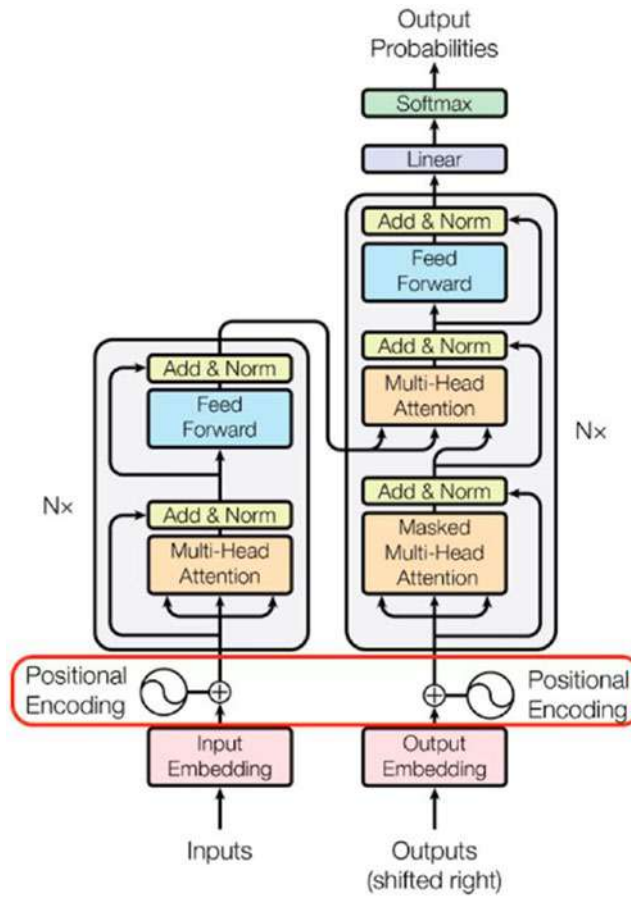 Output
Probabilities
Softmax
Linear
Add & Norm
Feed
Forward
Add & Norm
Multi-Head
Attention
Add & Norm
Masked
Multi-Head
Attention
N×
Add & Norm
Feed
Forward
Add & Norm
Multi-Head
Attention
N×
Positional
Encoding
Positional
Encoding
Input
Embedding
Output
Embedding
Inputs
Outputs
(shifted right)